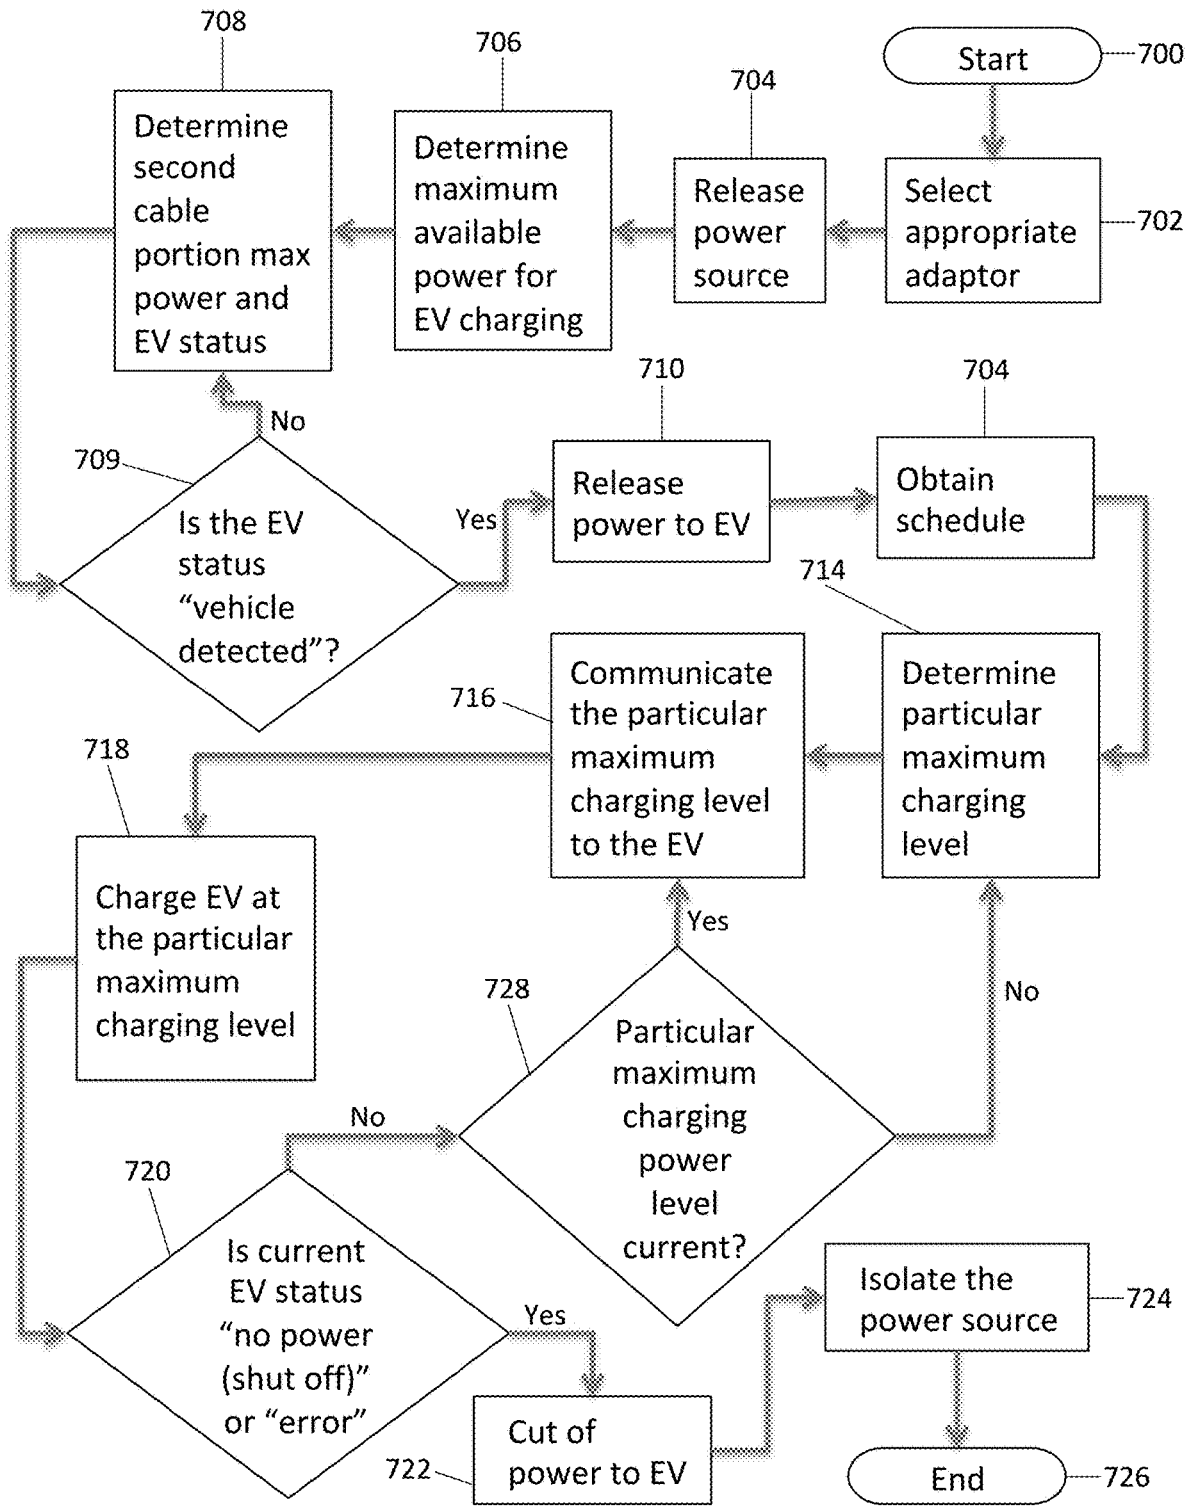 708
706
704
Start
700
Determine
second
cable
portion max
power and
EV status
Determine
maximum
available
power for
EV charging
Release
power
source
Select
appropriate
adaptor
702
No
709
Is the EV
status
“vehicle
detected”?
Yes
710
Release
power to EV
704
Obtain
schedule
714
Determine
particular
maximum
charging
level
716
Communicate
the particular
maximum
charging level
to the EV
718
Charge EV at
the particular
maximum
charging level
Yes
No
728
Particular
maximum
charging
power
level
current?
No
720
Is current
EV status
“no power
(shut off)”
or “error”
Yes
722
Cut of
power to EV
Isolate the
power source
724
End
726